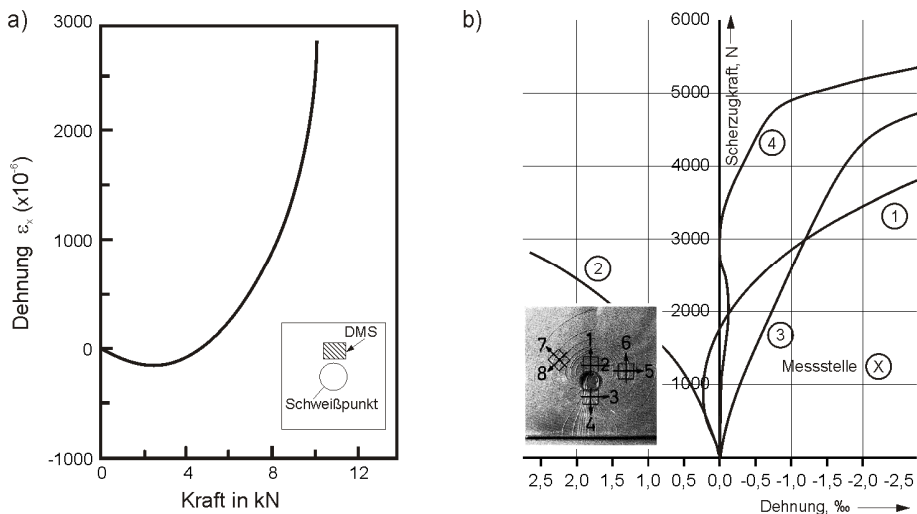 a)
3000
2000
1000
0
-1000
Dehnung εx (x10⁻⁶)
DMS
Schweißpunkt
0 4 8 12
Kraft in kN
b)
6000
5000
4000
3000
2000
1000
Scherzugkraft, N
4
1
2
3
Messstelle X
7
8
1
2
6
5
3
4
2,5 2,0 1,5 1,0 0,5 0,0 -0,5 -1,0 -1,5 -2,0 -2,5
Dehnung, ‰